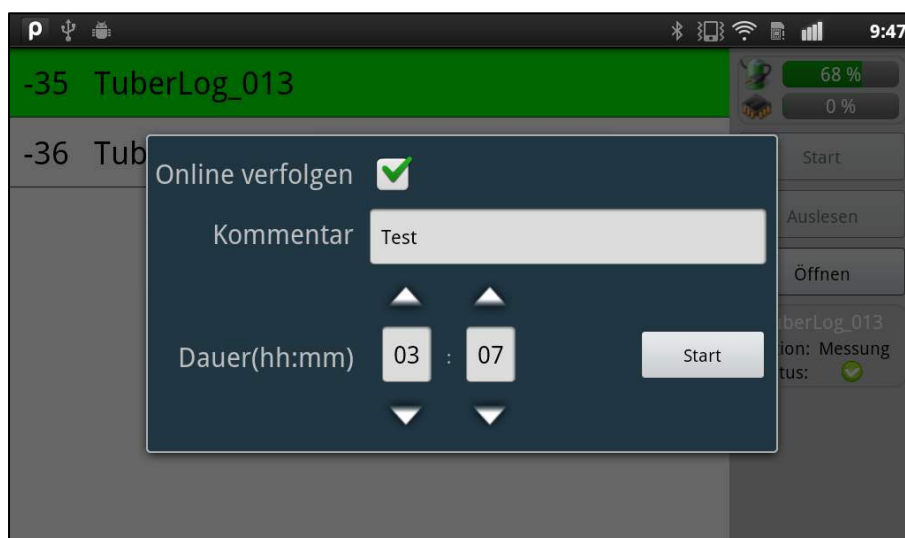 9:47
-35 TuberLog_013
68 %
0 %
-36 Tub
Start
Auslesen
Öffnen
Online verfolgen
Kommentar Test
Dauer(hh:mm) 03 : 07
Start
berLog_013
ion: Messung
tus: